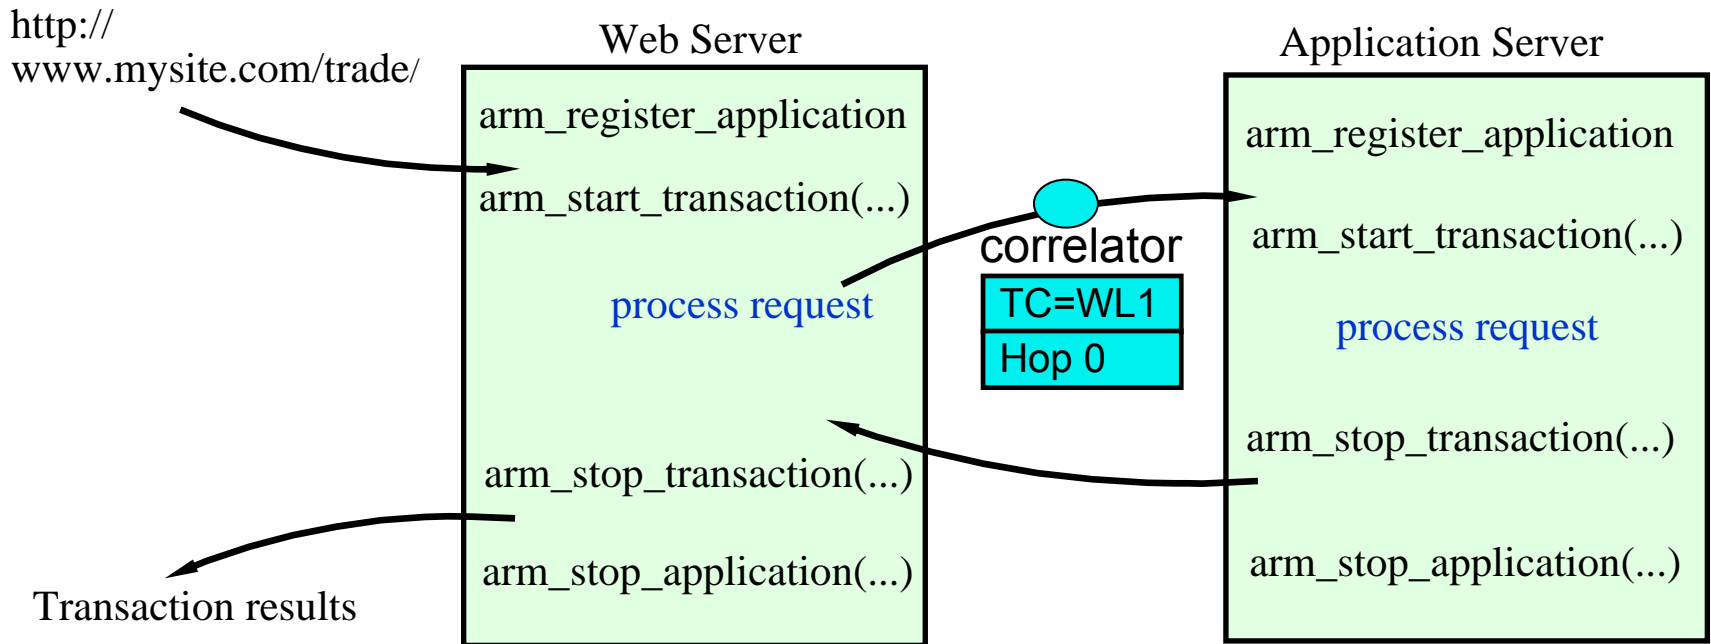 http://
www.mysite.com/trade/
Web Server
arm_register_application
arm_start_transaction(...)
process request
arm_stop_transaction(...)
arm_stop_application(...)
Transaction results
correlator
TC=WL1
Hop 0
Application Server
arm_register_application
arm_start_transaction(...)
process request
arm_stop_transaction(...)
arm_stop_application(...)